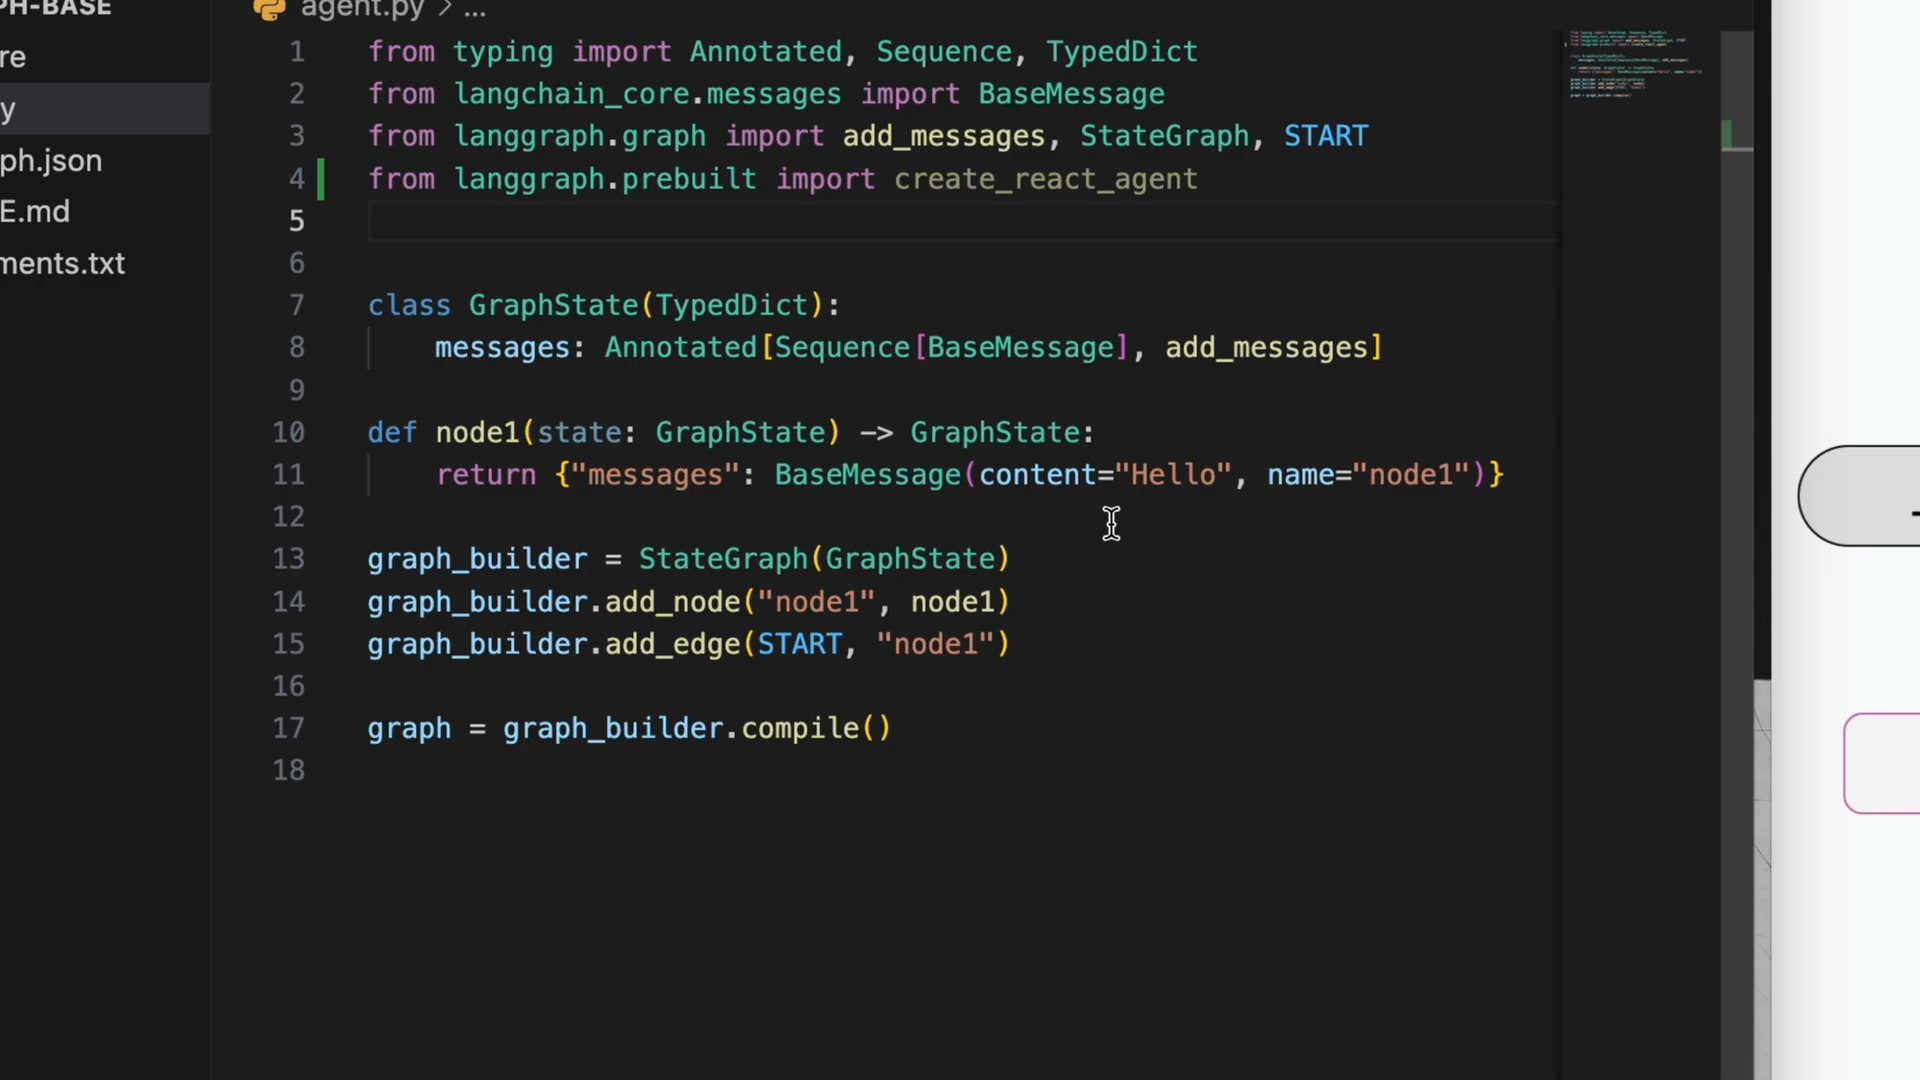 PH-BASE
re
y
ph.json
E.md
ments.txt
agent.py > ...
1 from typing import Annotated, Sequence, TypedDict
2 from langchain_core.messages import BaseMessage
3 from langgraph.graph import add_messages, StateGraph, START
4 from langgraph.prebuilt import create_react_agent
5
6
7 class GraphState(TypedDict):
8     messages: Annotated[Sequence[BaseMessage], add_messages]
9
10 def node1(state: GraphState) -> GraphState:
11     return {"messages": BaseMessage(content="Hello", name="node1")}
12
13 graph_builder = StateGraph(GraphState)
14 graph_builder.add_node("node1", node1)
15 graph_builder.add_edge(START, "node1")
16
17 graph = graph_builder.compile()
18